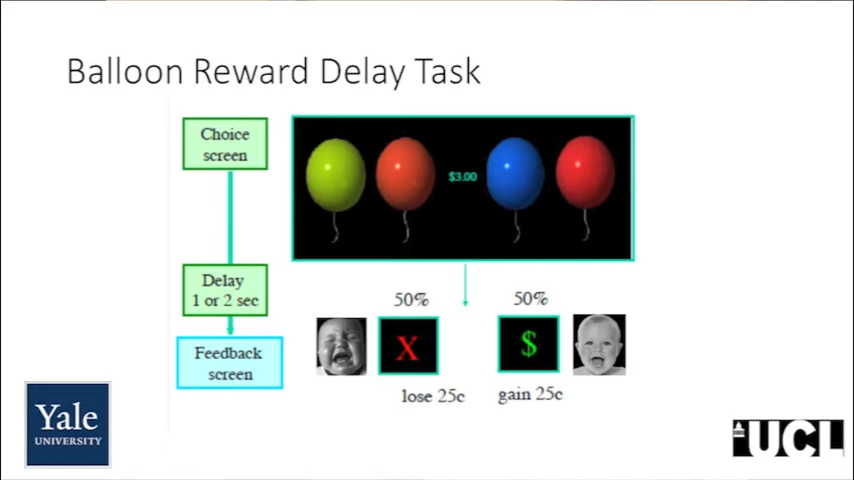 Balloon Reward Delay Task
Choice
screen
$3.00
Delay
1 or 2 sec
50%
50%
Feedback
screen
X
$
lose 25c
gain 25c
Yale
UNIVERSITY
UCL